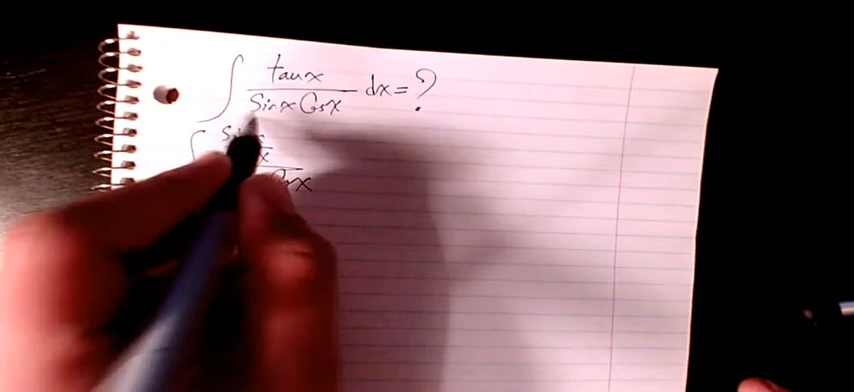 ∫ tanx / Sinx Cosx dx = ?
∫
x
x